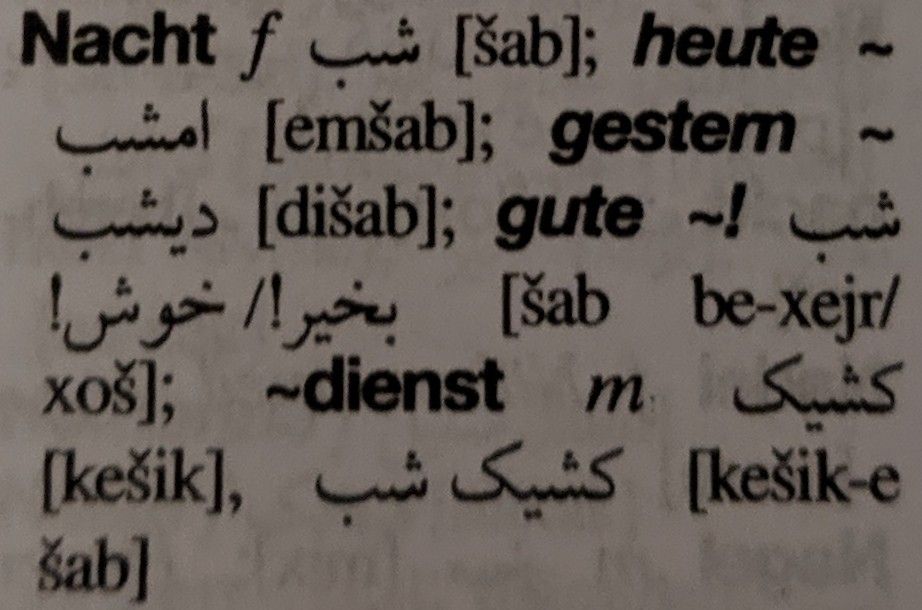 Nacht f شب [šab]; heute ~
امشب [emšab]; gestern ~
دیشب [dišab]; gute ~! شب
بخیر!/ خوش! [šab be-xejr/
xoš]; ~dienst m کشیک
[kešik], کشیک شب [kešik-e
šab]